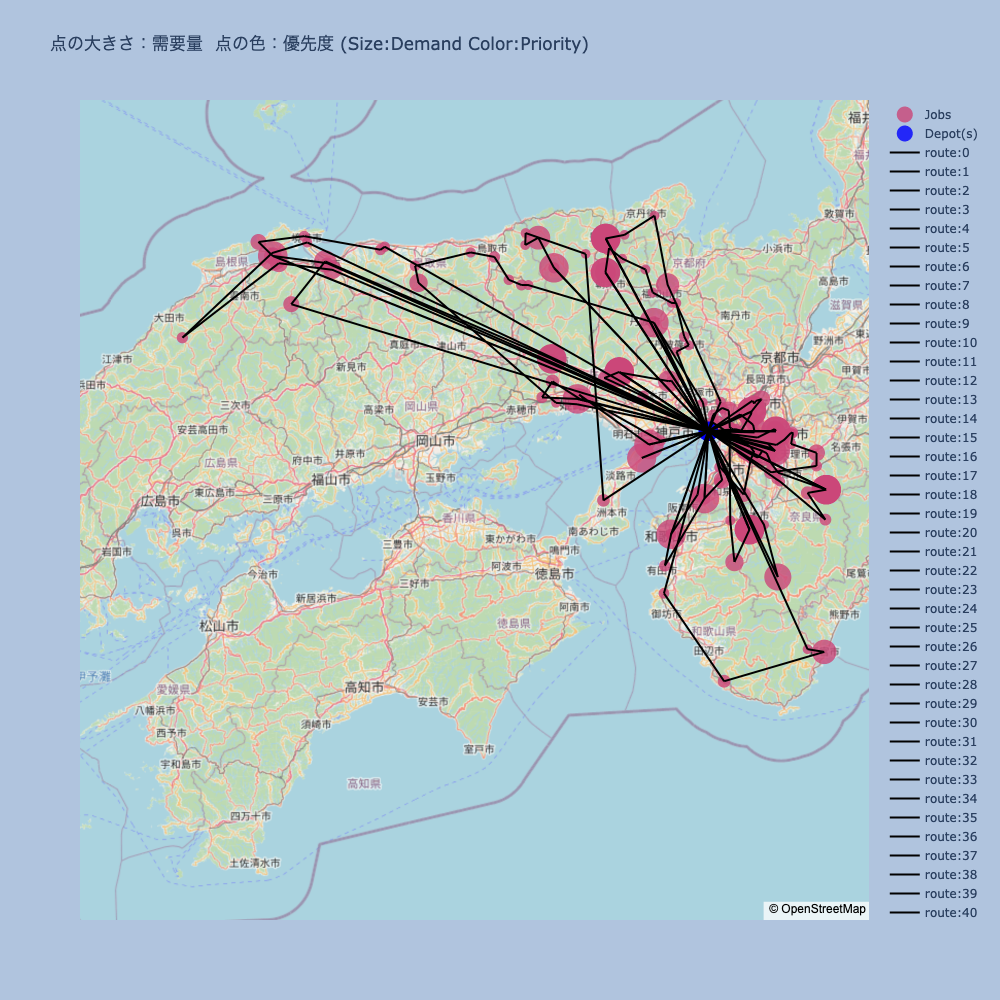 点の大きさ：需要量 点の色：優先度 (Size:Demand Color:Priority)
Jobs
Depot(s)
route:0
route:1
route:2
route:3
route:4
route:5
route:6
route:7
route:8
route:9
route:10
route:11
route:12
route:13
route:14
route:15
route:16
route:17
route:18
route:19
route:20
route:21
route:22
route:23
route:24
route:25
route:26
route:27
route:28
route:29
route:30
route:31
route:32
route:33
route:34
route:35
route:36
route:37
route:38
route:39
route:40
京丹後市
敦賀市
小浜市
鳥取市
京都府
島根県
高島市
滋賀県
大田市
南丹市
野洲市
京都市
江津市
真庭市
津山市
新見市
長岡京市
甲賀市
浜田市
三次市
高梁市
岡山県
赤穂市
伊賀市
安芸高田市
神戸市
名張市
岡山市
井原市
府中市
広島県
福山市
玉野市
淡路市
東広島市
三原市
広島市
洲本市
香川県
奈良県
呉市
南あわじ市
岩国市
三豊市
東かがわ市
鳴門市
今治市
三好市
阿波市
徳島市
有田市
尾鷲市
新居浜市
阿南市
御坊市
熊野市
松山市
徳島県
和歌山県
田辺市
伊予灘
愛媛県
高知市
安芸市
八幡浜市
須崎市
西予市
室戸市
宇和島市
高知県
四万十市
土佐清水市
© OpenStreetMap